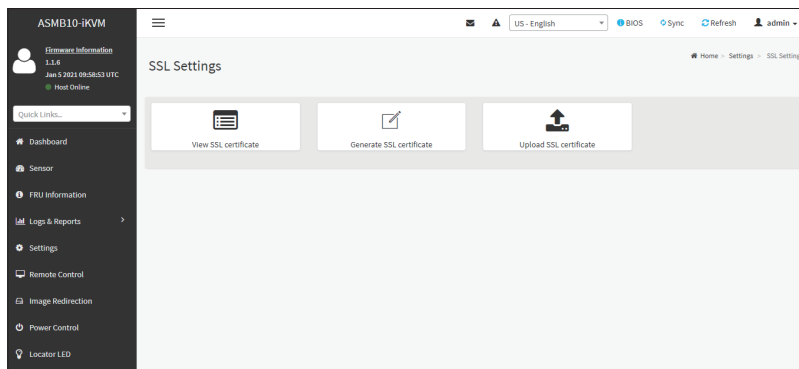 ASMB10-iKVM
Firmware Information
1.1.6
Jan 5 2021 09:58:53 UTC
Host Online
Quick Links...
Dashboard
Sensor
FRU Information
Logs & Reports
Settings
Remote Control
Image Redirection
Power Control
Locator LED
US - English
BIOS
Sync
Refresh
admin
SSL Settings
Home > Settings > SSL Setting
View SSL certificate
Generate SSL certificate
Upload SSL certificate